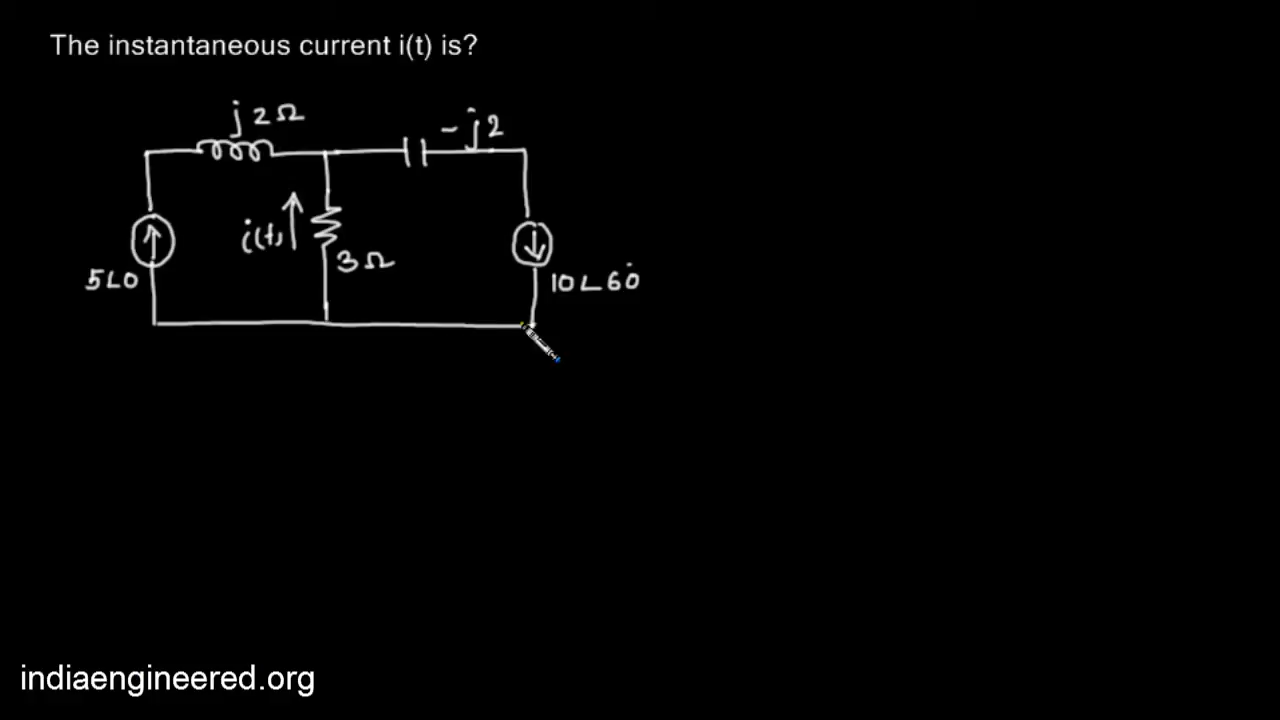 The instantaneous current i(t) is?
j2Ω
-j2
i(t)
3Ω
5∠0
10∠60°
indiaengineered.org